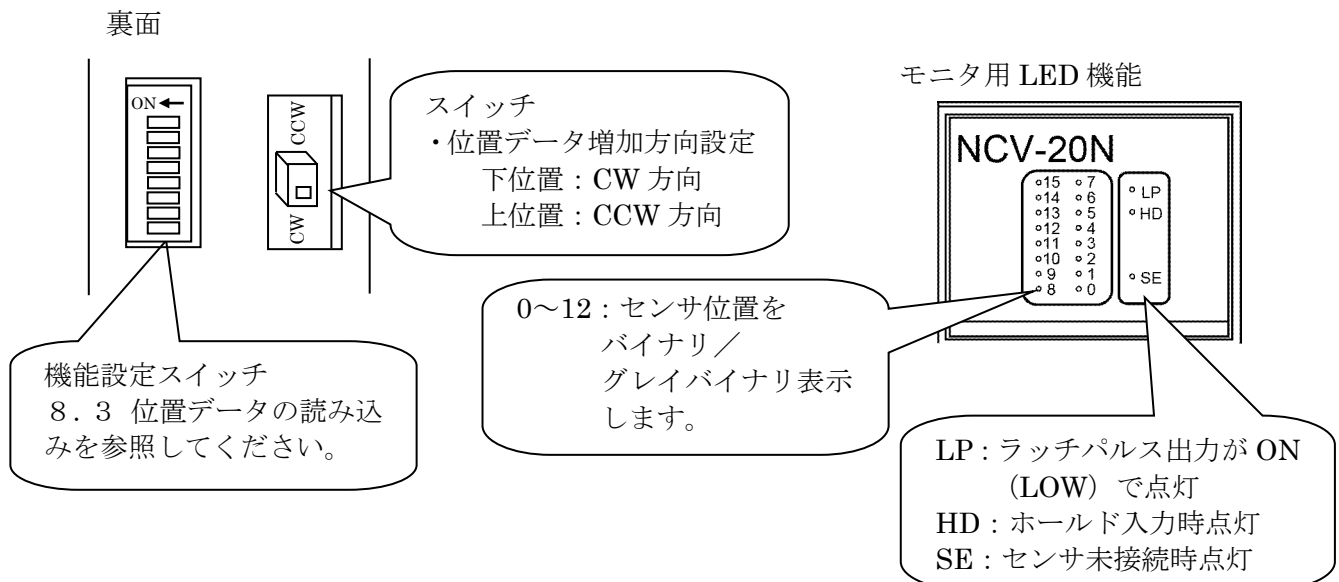 裏面
ON
CCW
CW
スイッチ
・位置データ増加方向設定
下位置：CW 方向
上位置：CCW 方向
機能設定スイッチ
８．３ 位置データの読み込
みを参照してください。
モニタ用 LED 機能
NCV-20N
15 7
14 6
13 5
12 4
11 3
10 2
9 1
8 0
LP
HD
SE
0～12：センサ位置を
バイナリ／
グレイバイナリ表示
します。
LP：ラッチパルス出力が ON
（LOW）で点灯
HD：ホールド入力時点灯
SE：センサ未接続時点灯